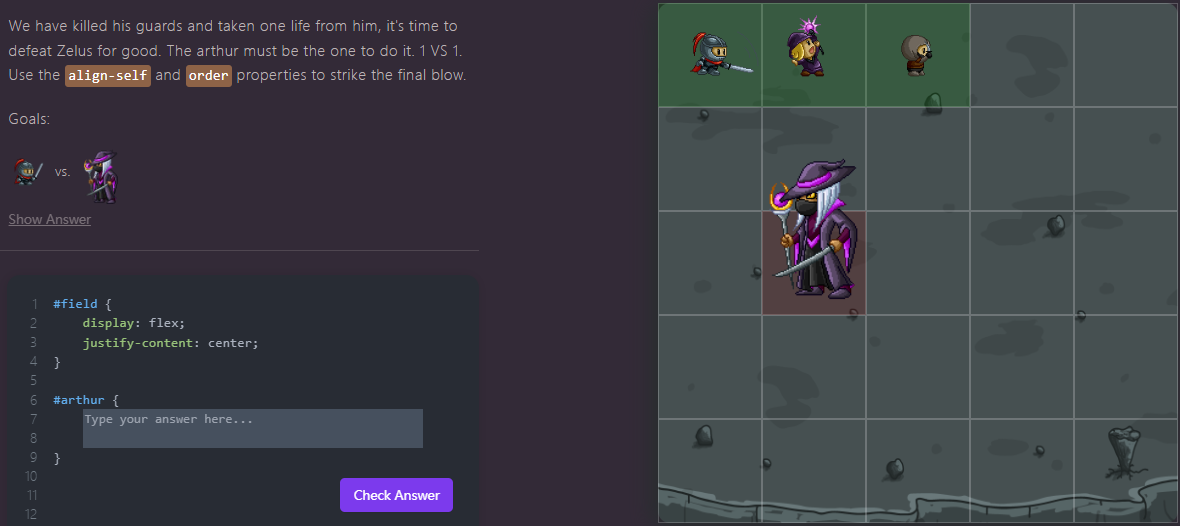 We have killed his guards and taken one life from him, it's time to
defeat Zelus for good. The arthur must be the one to do it. 1 VS 1.
Use the align-self and order properties to strike the final blow.
Goals:
vs.
Show Answer
1 #field {
2 display: flex;
3 justify-content: center;
4 }
5
6 #arthur {
7 Type your answer here...
8
9 }
10
11
12
Check Answer